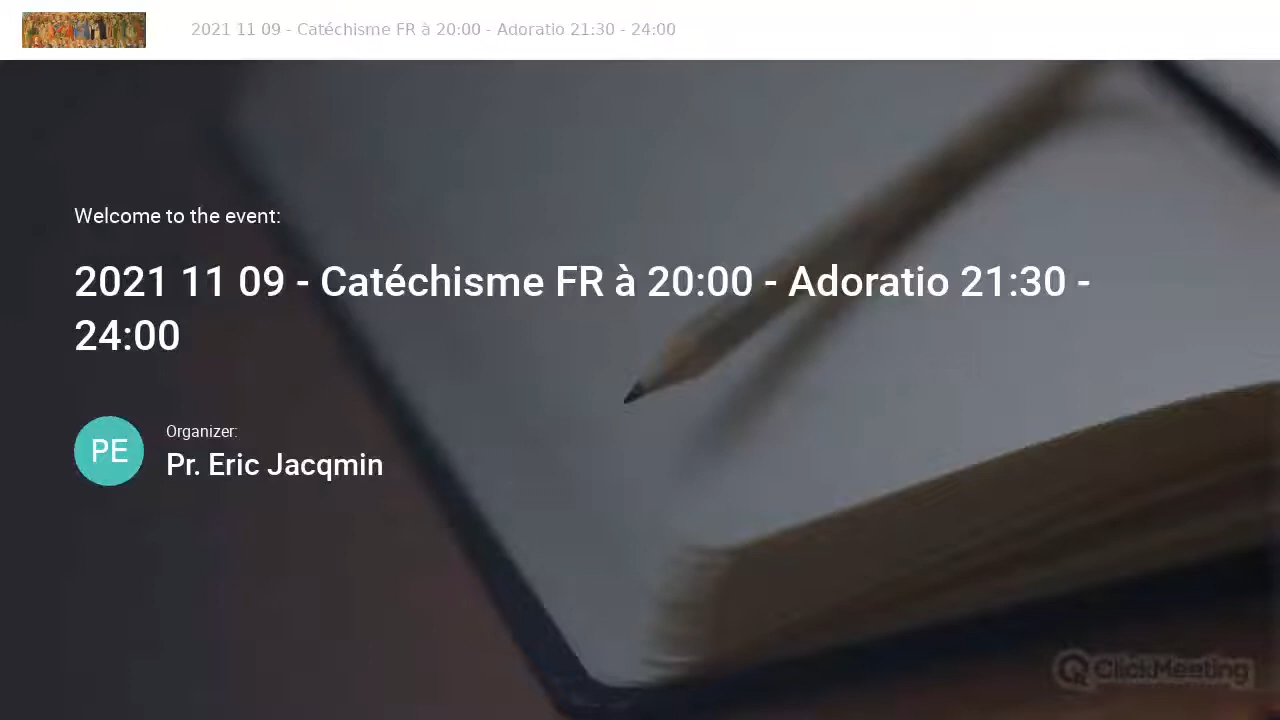 2021 11 09 - Catéchisme FR à 20:00 - Adoratio 21:30 - 24:00
Welcome to the event:
2021 11 09 - Catéchisme FR à 20:00 - Adoratio 21:30 -
24:00
PE
Organizer:
Pr. Eric Jacqmin
ClickMeeting